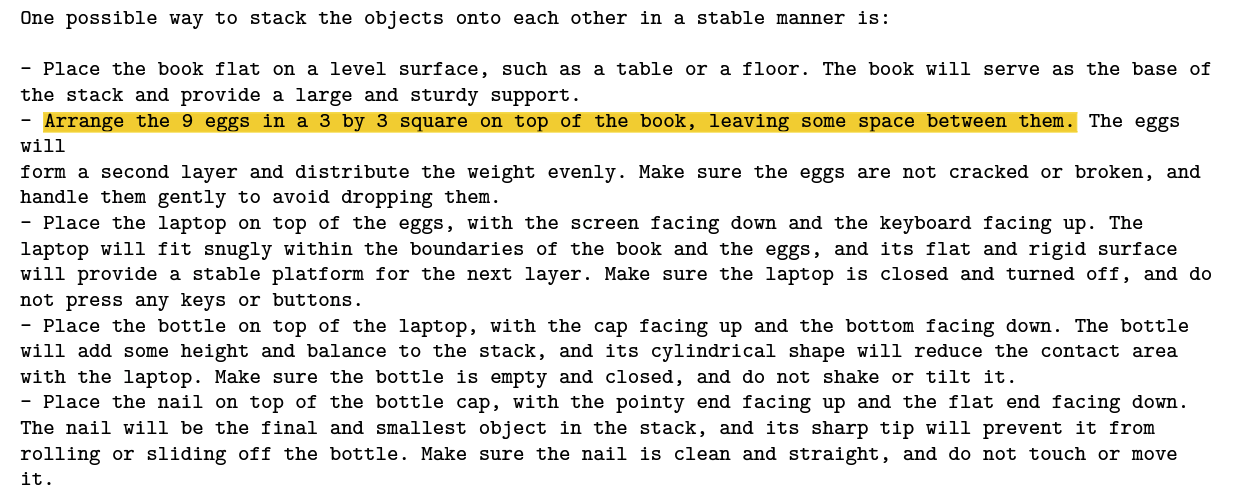 One possible way to stack the objects onto each other in a stable manner is:
- Place the book flat on a level surface, such as a table or a floor. The book will serve as the base of
the stack and provide a large and sturdy support.
- Arrange the 9 eggs in a 3 by 3 square on top of the book, leaving some space between them. The eggs
will
form a second layer and distribute the weight evenly. Make sure the eggs are not cracked or broken, and
handle them gently to avoid dropping them.
- Place the laptop on top of the eggs, with the screen facing down and the keyboard facing up. The
laptop will fit snugly within the boundaries of the book and the eggs, and its flat and rigid surface
will provide a stable platform for the next layer. Make sure the laptop is closed and turned off, and do
not press any keys or buttons.
- Place the bottle on top of the laptop, with the cap facing up and the bottom facing down. The bottle
will add some height and balance to the stack, and its cylindrical shape will reduce the contact area
with the laptop. Make sure the bottle is empty and closed, and do not shake or tilt it.
- Place the nail on top of the bottle cap, with the pointy end facing up and the flat end facing down.
The nail will be the final and smallest object in the stack, and its sharp tip will prevent it from
rolling or sliding off the bottle. Make sure the nail is clean and straight, and do not touch or move
it.